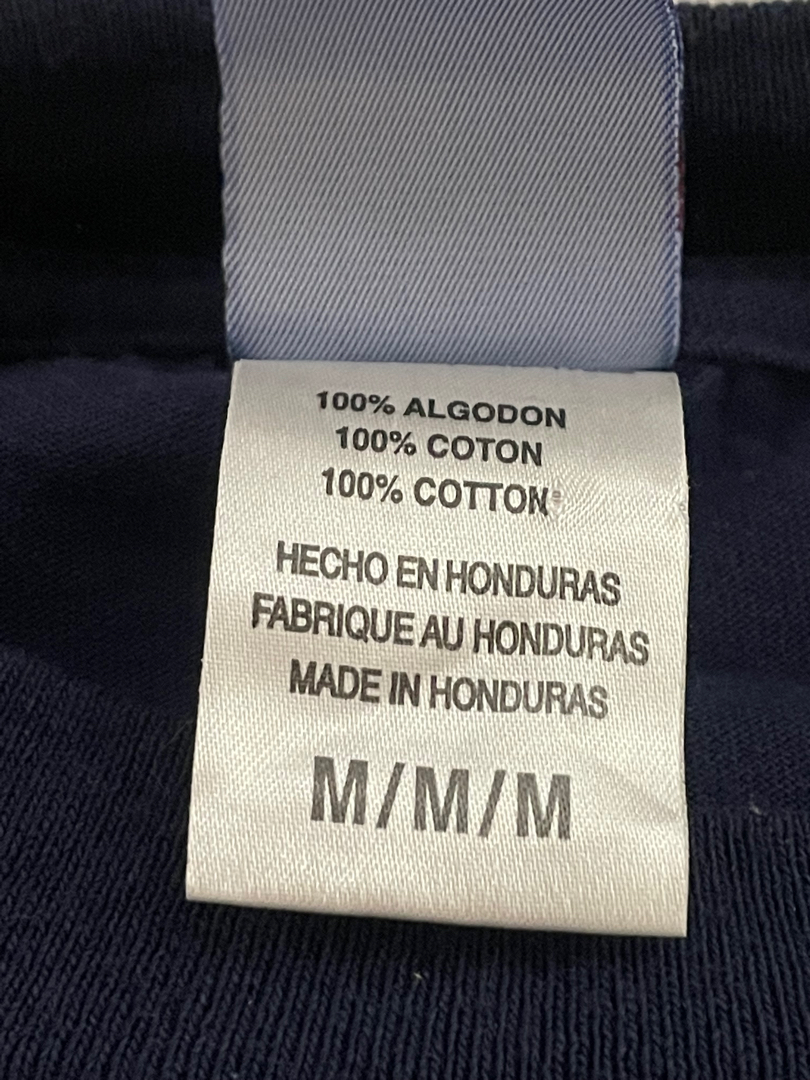 100% ALGODON
100% COTON
100% COTTON
HECHO EN HONDURAS
FABRIQUE AU HONDURAS
MADE IN HONDURAS
M/M/M